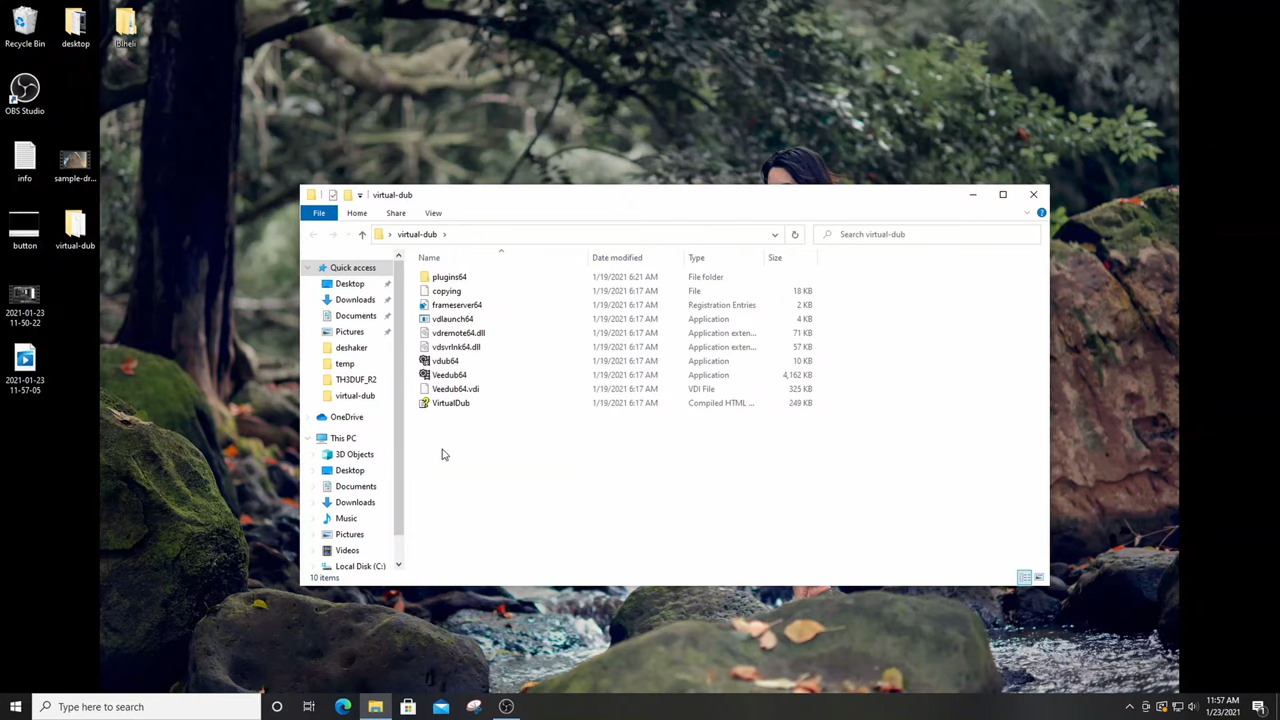 Recycle Bin
desktop
lblheli
OBS Studio
info
sample-dr...
button
virtual-dub
2021-01-23
11-50-22
2021-01-23
11-57-05
virtual-dub
File Home Share View
virtual-dub
Search virtual-dub
Quick access
Desktop
Downloads
Documents
Pictures
deshaker
temp
TH3DUF_R2
virtual-dub
OneDrive
This PC
3D Objects
Desktop
Documents
Downloads
Music
Pictures
Videos
Local Disk (C:)
Name Date modified Type Size
plugins64 1/19/2021 6:21 AM File folder
copying 1/19/2021 6:17 AM File 18 KB
frameserver64 1/19/2021 6:17 AM Registration Entries 2 KB
vdlaunch64 1/19/2021 6:17 AM Application 4 KB
vdremote64.dll 1/19/2021 6:17 AM Application exten... 71 KB
vdsvrlnk64.dll 1/19/2021 6:17 AM Application exten... 57 KB
vdub64 1/19/2021 6:17 AM Application 10 KB
Veedub64 1/19/2021 6:17 AM Application 4,162 KB
Veedub64.vdi 1/19/2021 6:17 AM VDI File 325 KB
VirtualDub 1/19/2021 6:17 AM Compiled HTML ... 249 KB
10 items
Type here to search
11:57 AM
1/23/2021